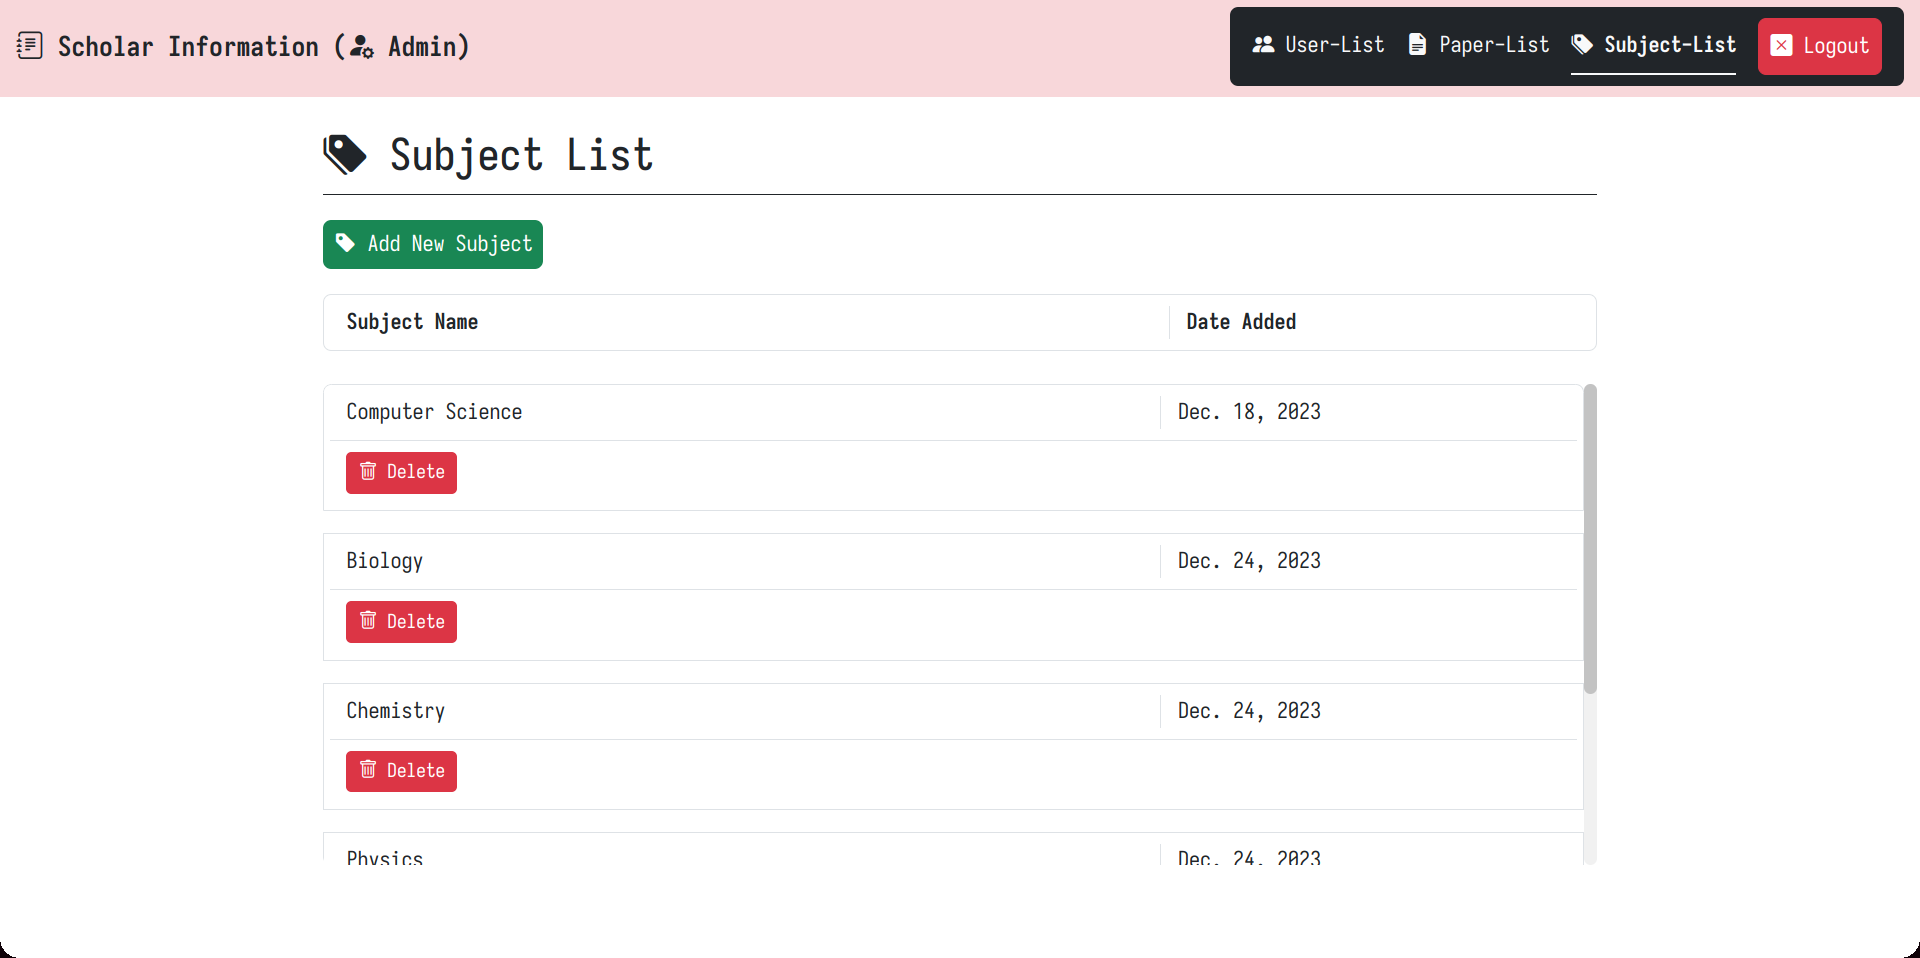 Scholar Information (Admin)
User-List Paper-List Subject-List Logout
Subject List
Add New Subject
Subject Name Date Added
Computer Science Dec. 18, 2023
Delete
Biology Dec. 24, 2023
Delete
Chemistry Dec. 24, 2023
Delete
Physics Dec. 24, 2023